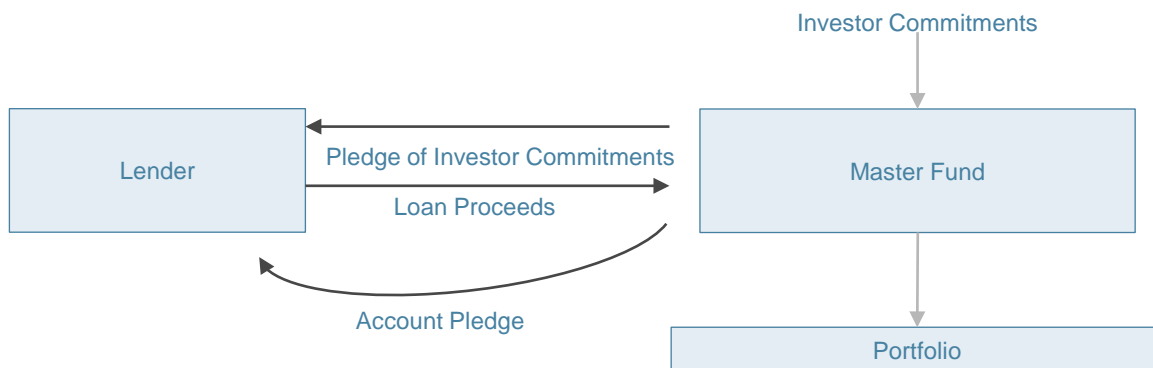 Investor Commitments
Lender
Pledge of Investor Commitments
Loan Proceeds
Master Fund
Account Pledge
Portfolio